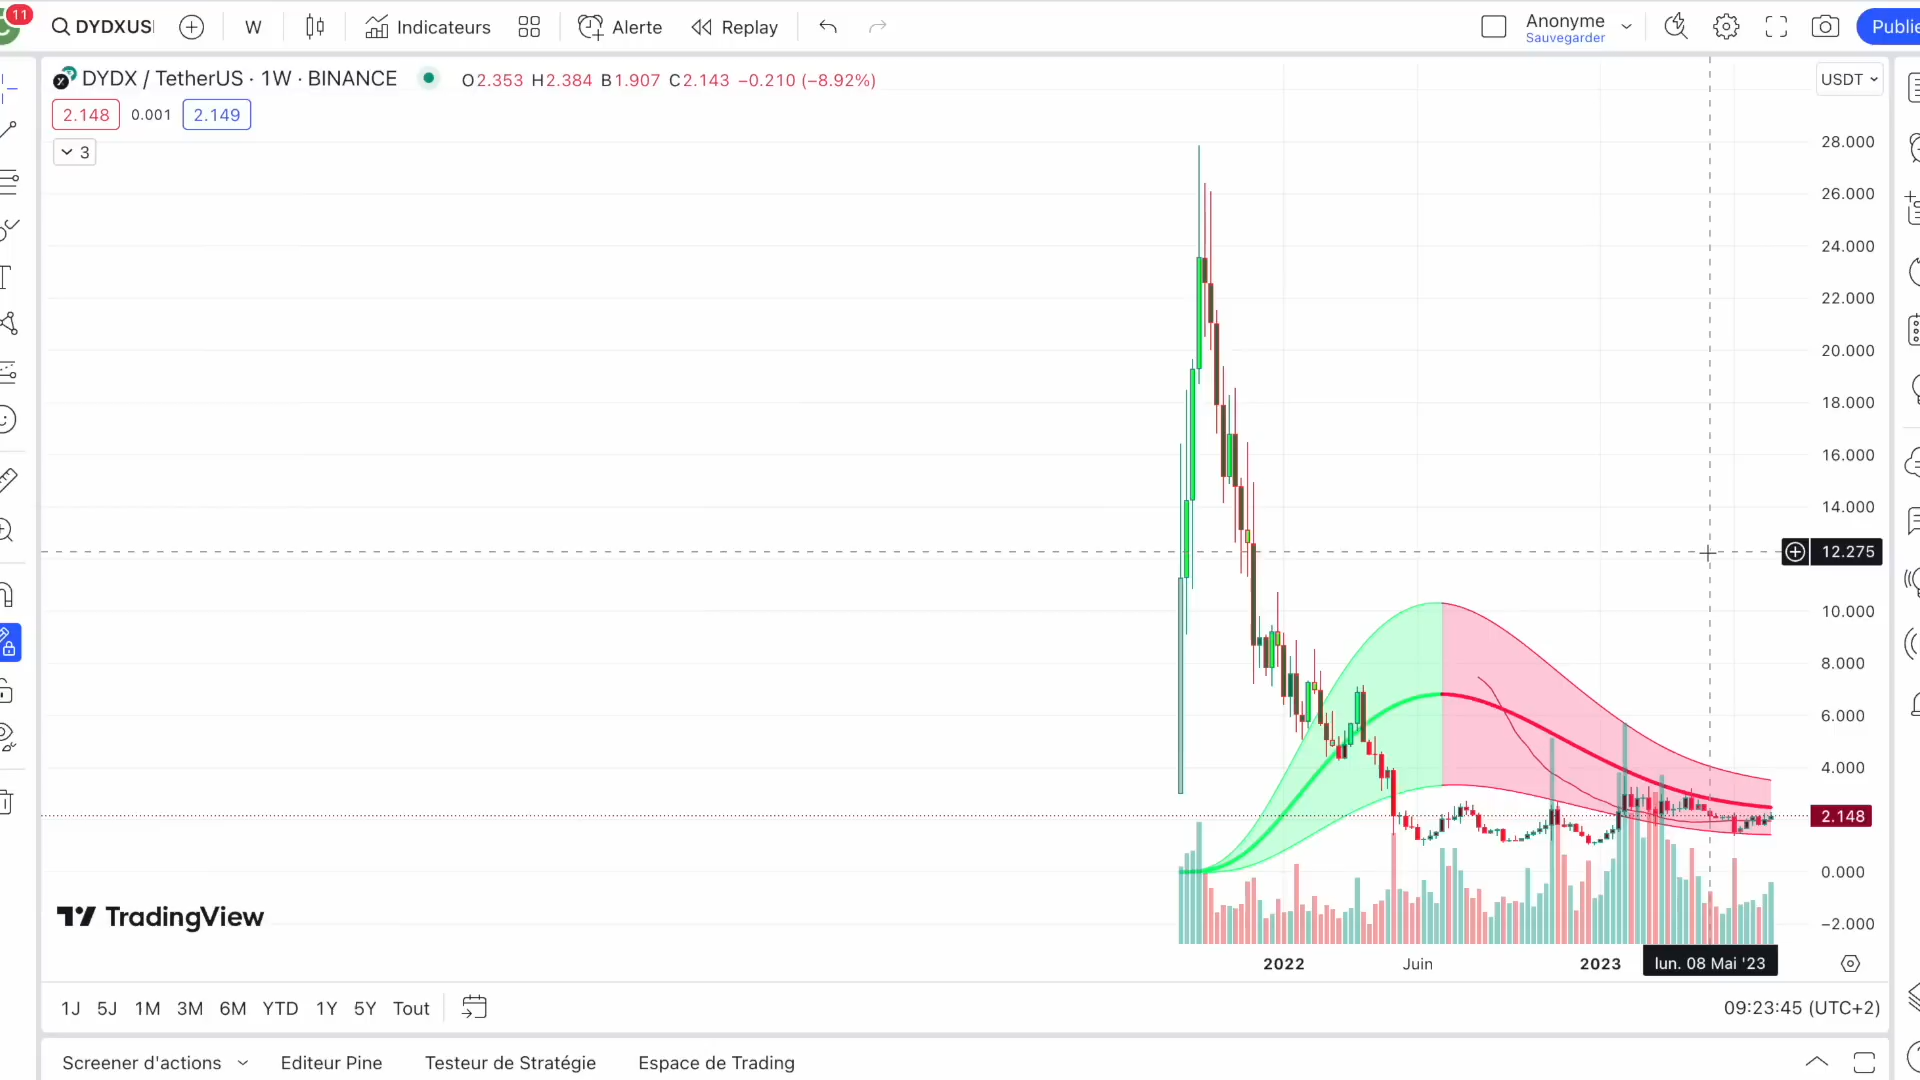 11
DYDXUS
W
Indicateurs
Alerte
Replay
Anonyme
Sauvegarder
Publie
DYDX / TetherUS · 1W · BINANCE
O2.353 H2.384 B1.907 C2.143 −0.210 (−8.92%)
USDT
2.148
0.001
2.149
3
28.000
26.000
24.000
22.000
20.000
18.000
16.000
14.000
12.275
10.000
8.000
6.000
4.000
2.148
0.000
−2.000
TradingView
2022
Juin
2023
lun. 08 Mai '23
1J 5J 1M 3M 6M YTD 1Y 5Y Tout
09:23:45 (UTC+2)
Screener d'actions
Editeur Pine
Testeur de Stratégie
Espace de Trading